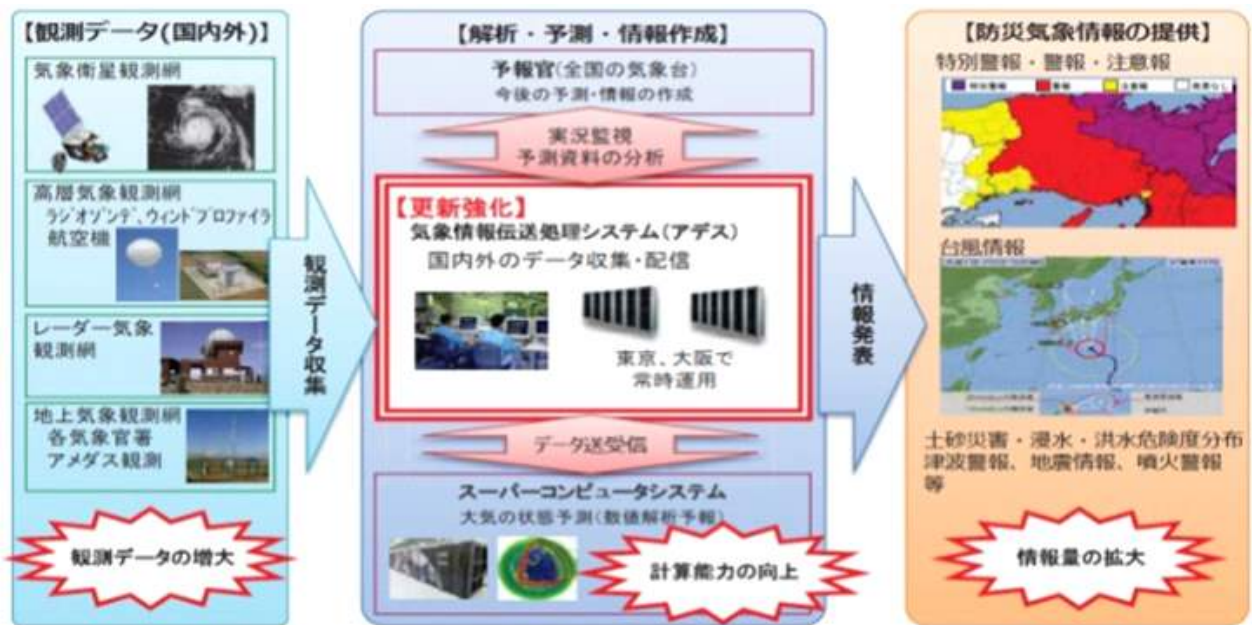 【観測データ(国内外)】
気象衛星観測網
高層気象観測網
ラジオゾンデ、ウィンドプロファイラ
航空機
レーダー気象
観測網
地上気象観測網
各気象官署
アメダス観測
観測データの増大
観測データ収集
【解析・予測・情報作成】
予報官(全国の気象台)
今後の予測・情報の作成
実況監視
予測資料の分析
【更新強化】
気象情報伝送処理システム(アデス)
国内外のデータ収集・配信
東京、大阪で
常時運用
データ送受信
スーパーコンピュータシステム
大気の状態予測(数値解析予報)
計算能力の向上
情報発表
【防災気象情報の提供】
特別警報・警報・注意報
特別警報 警報 注意報 発表なし
台風情報
土砂災害・浸水・洪水危険度分布
津波警報、地震情報、噴火警報
等
情報量の拡大